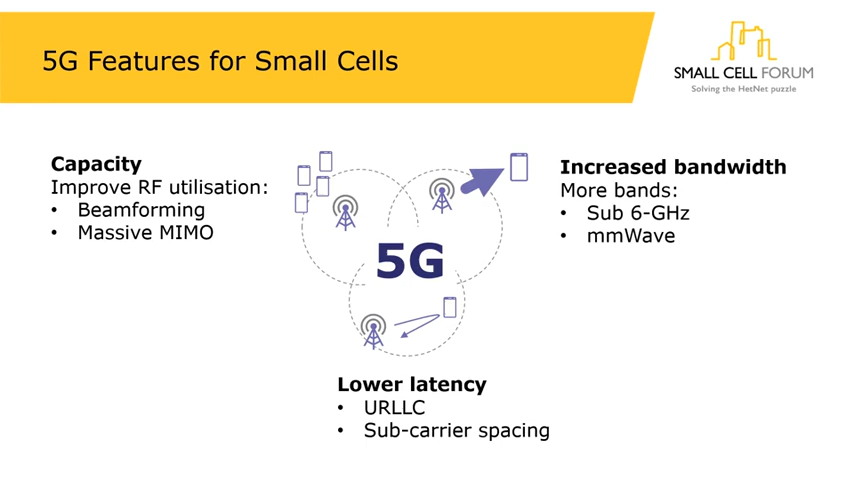 5G Features for Small Cells
SMALL CELL FORUM
Solving the HetNet puzzle
Capacity
Improve RF utilisation:
• Beamforming
• Massive MIMO
5G
Increased bandwidth
More bands:
• Sub 6-GHz
• mmWave
Lower latency
• URLLC
• Sub-carrier spacing